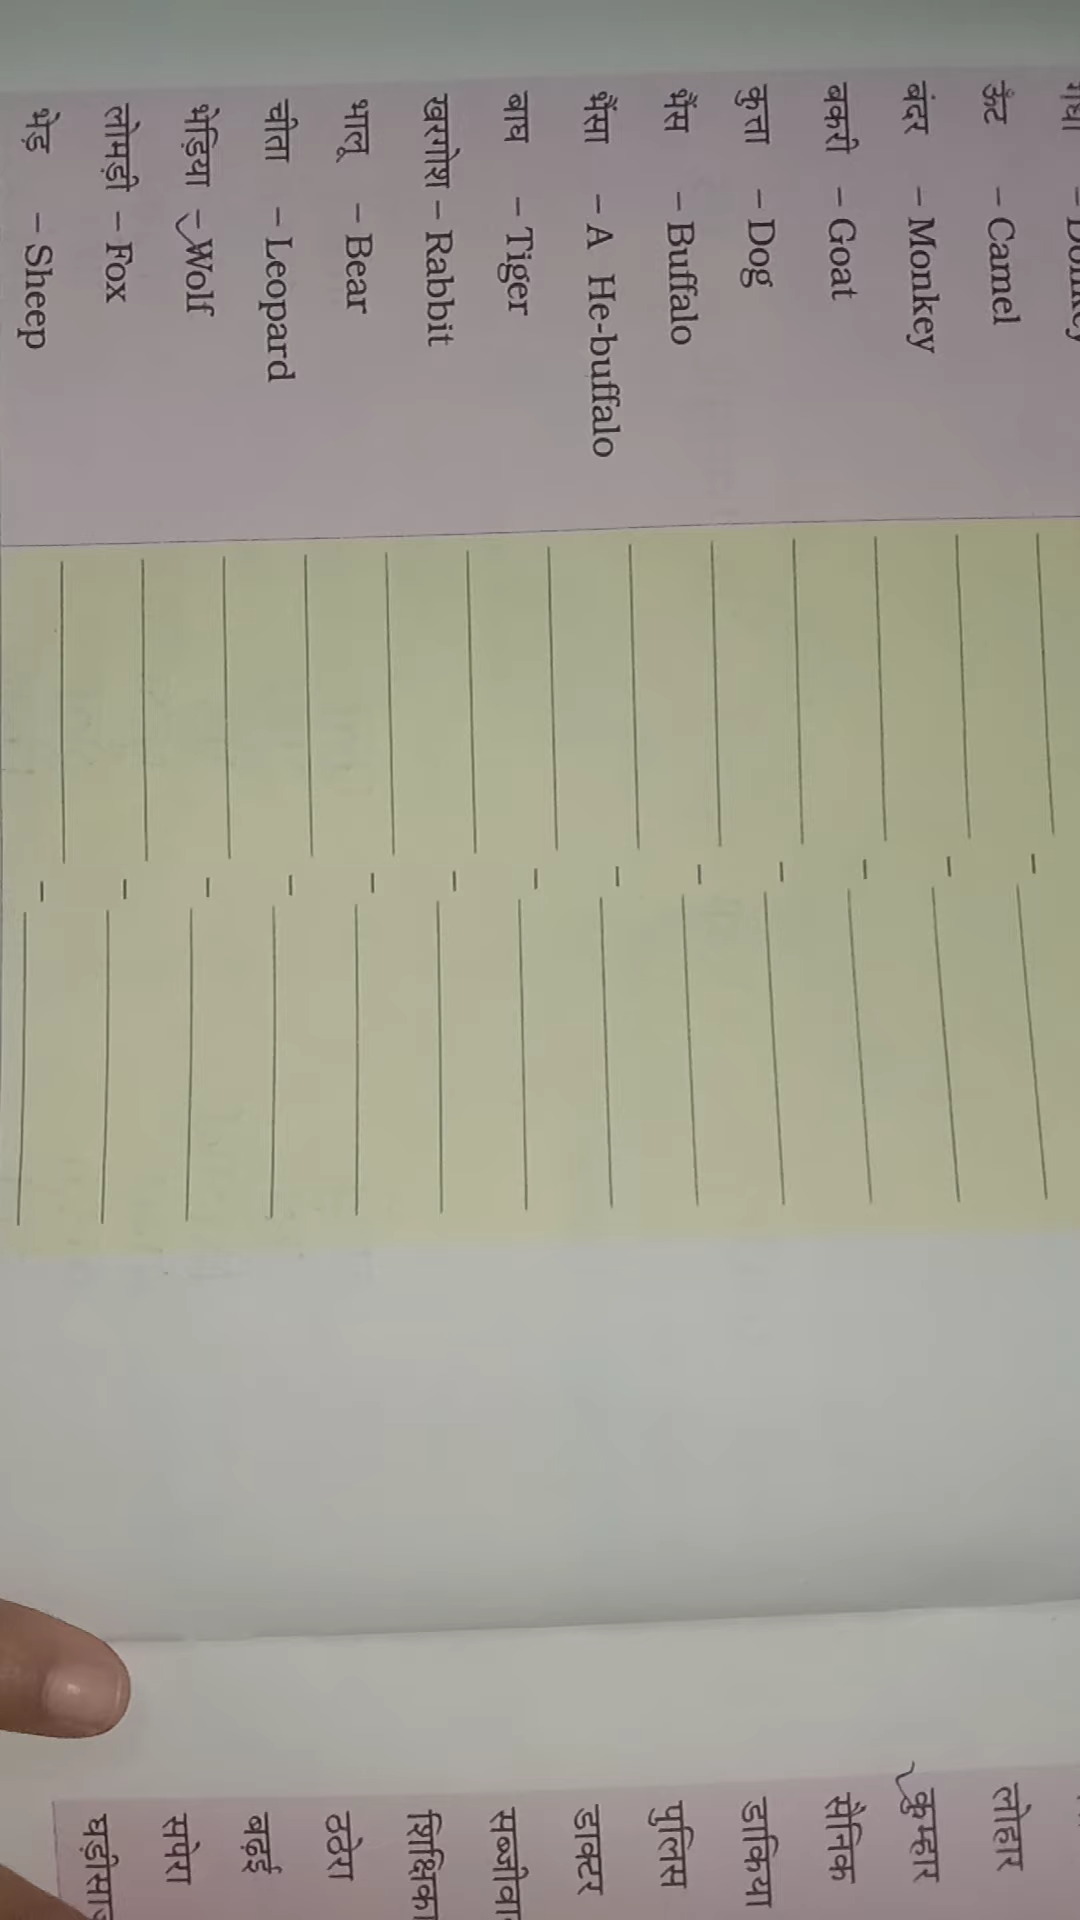 ऊँट – Camel
बंदर – Monkey
बकरी – Goat
कुत्ता – Dog
भैंस – Buffalo
भैंसा – A He-buffalo
बाघ – Tiger
खरगोश – Rabbit
भालू – Bear
चीता – Leopard
भेड़िया – Wolf
लोमड़ी – Fox
भेड़ – Sheep
लोहार
कुम्हार
सैनिक
डाकिया
पुलिस
डाक्टर
शिक्षिका
ठठेरा
बढ़ई
सपेरा